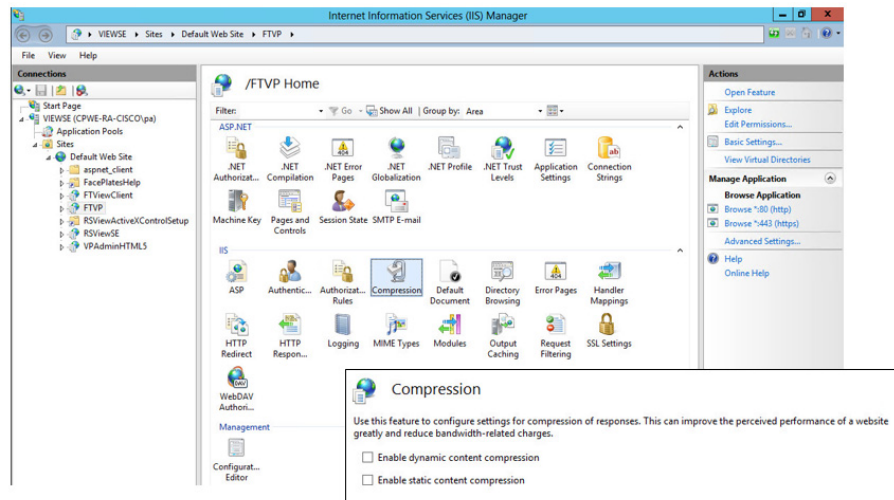 Internet Information Services (IIS) Manager
VIEWSE Sites Default Web Site FTVP
File View Help
Connections
Start Page
VIEWSE (CPWE-RA-CISCO\pa)
Application Pools
Sites
Default Web Site
aspnet_client
FacePlatesHelp
FTViewClient
FTVP
RSViewActiveXControlSetup
RSViewSE
VPAdminHTML5
/FTVP Home
Filter: Go Show All Group by: Area
ASP.NET
.NET Authorizat...
.NET Compilation
.NET Error Pages
.NET Globalization
.NET Profile
.NET Trust Levels
Application Settings
Connection Strings
Machine Key
Pages and Controls
Session State
SMTP E-mail
IIS
ASP
Authentic...
Authorizat... Rules
Compression
Default Document
Directory Browsing
Error Pages
Handler Mappings
HTTP Redirect
HTTP Respon...
Logging
MIME Types
Modules
Output Caching
Request Filtering
SSL Settings
WebDAV Authori...
Management
Configurat... Editor
Actions
Open Feature
Explore
Edit Permissions...
Basic Settings...
View Virtual Directories
Manage Application
Browse Application
Browse *:80 (http)
Browse *:443 (https)
Advanced Settings...
Help
Online Help
Compression
Use this feature to configure settings for compression of responses. This can improve the perceived performance of a website
greatly and reduce bandwidth-related charges.
Enable dynamic content compression
Enable static content compression